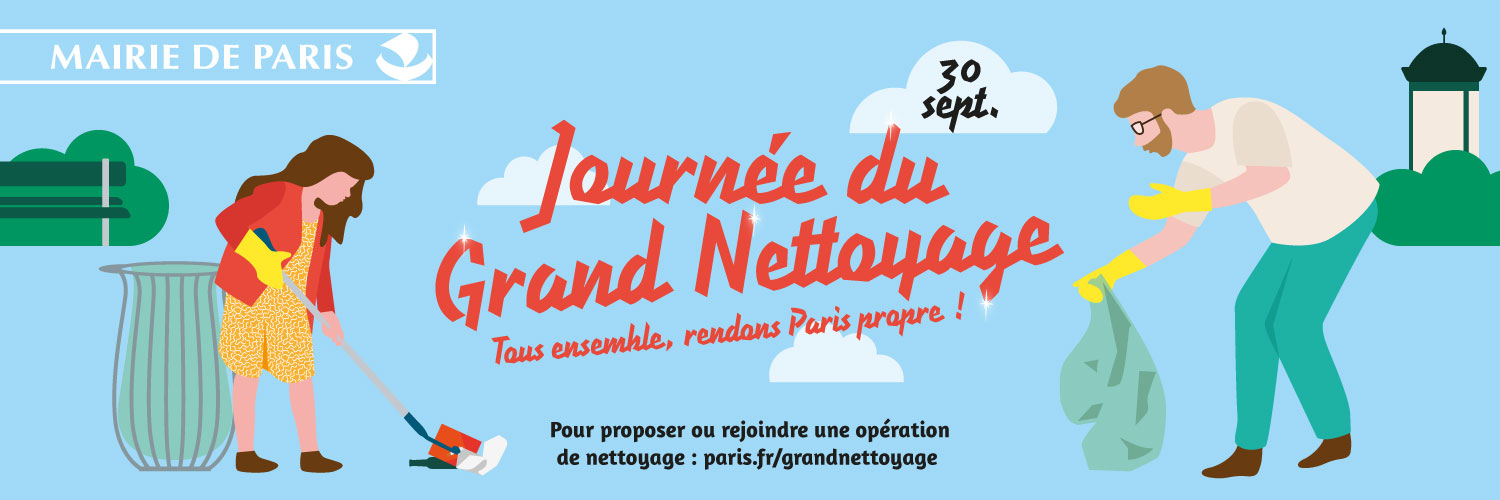 MAIRIE DE PARIS
30
sept.
Journée du
Grand Nettoyage
Tous ensemble, rendons Paris propre !
Pour proposer ou rejoindre une opération
de nettoyage : paris.fr/grandnettoyage